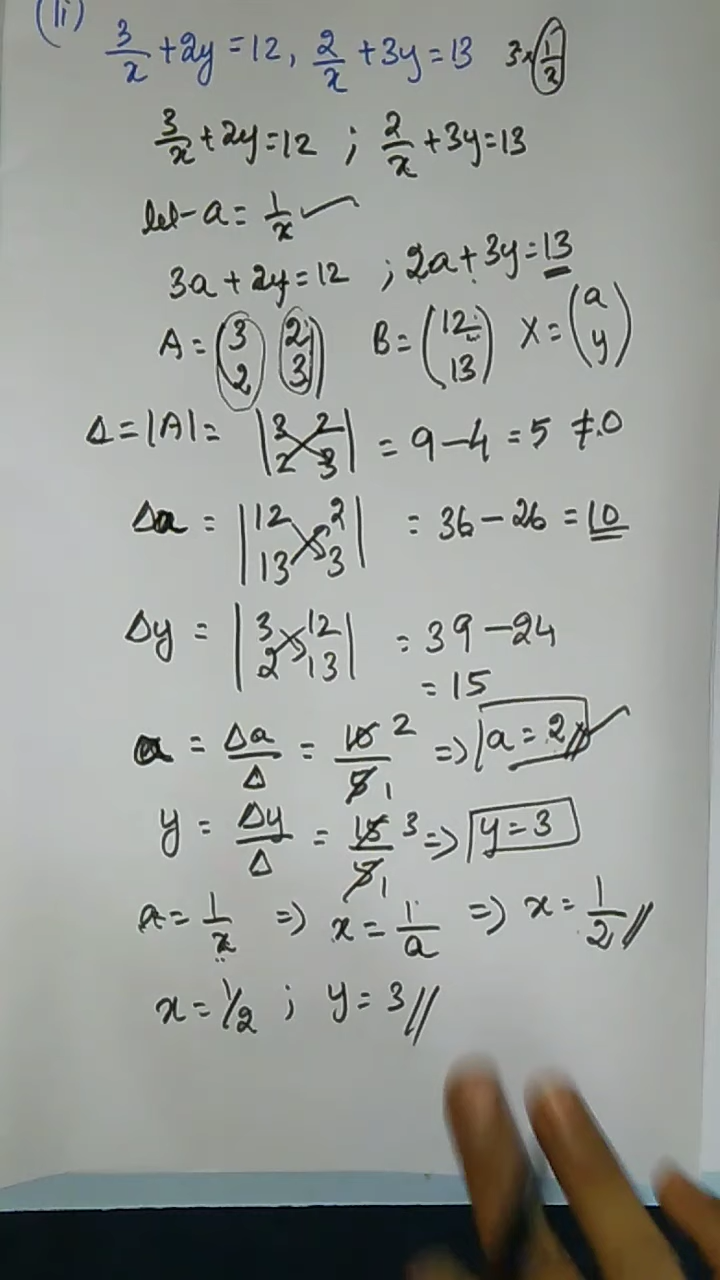 (ii) 3/x + 2y = 12, 2/x + 3y = 13 3×(1/x)
3/x + 2y = 12 ; 2/x + 3y = 13
let a = 1/x ✓
3a + 2y = 12 ; 2a + 3y = 13
A = (3 2; 2 3) B = (12; 13) X = (a; y)
Δ = |A| = |3 2; 2 3| = 9 - 4 = 5 ≠ 0
Δa = |12 2; 13 3| = 36 - 26 = 10
Δy = |3 12; 2 13| = 39 - 24
= 15
a = Δa/Δ = 10/5 2/1 => a = 2 ✓
y = Δy/Δ = 15/5 3/1 => y = 3
a = 1/x => x = 1/a => x = 1/2 //
x = 1/2 ; y = 3 //